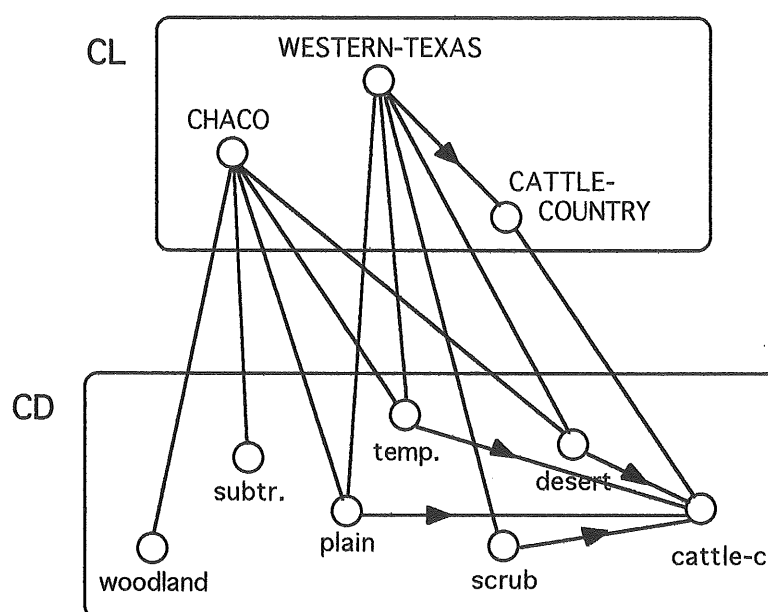 CL
WESTERN-TEXAS
CHACO
CATTLE-
COUNTRY
CD
temp.
desert
subtr.
plain
cattle-c
woodland
scrub